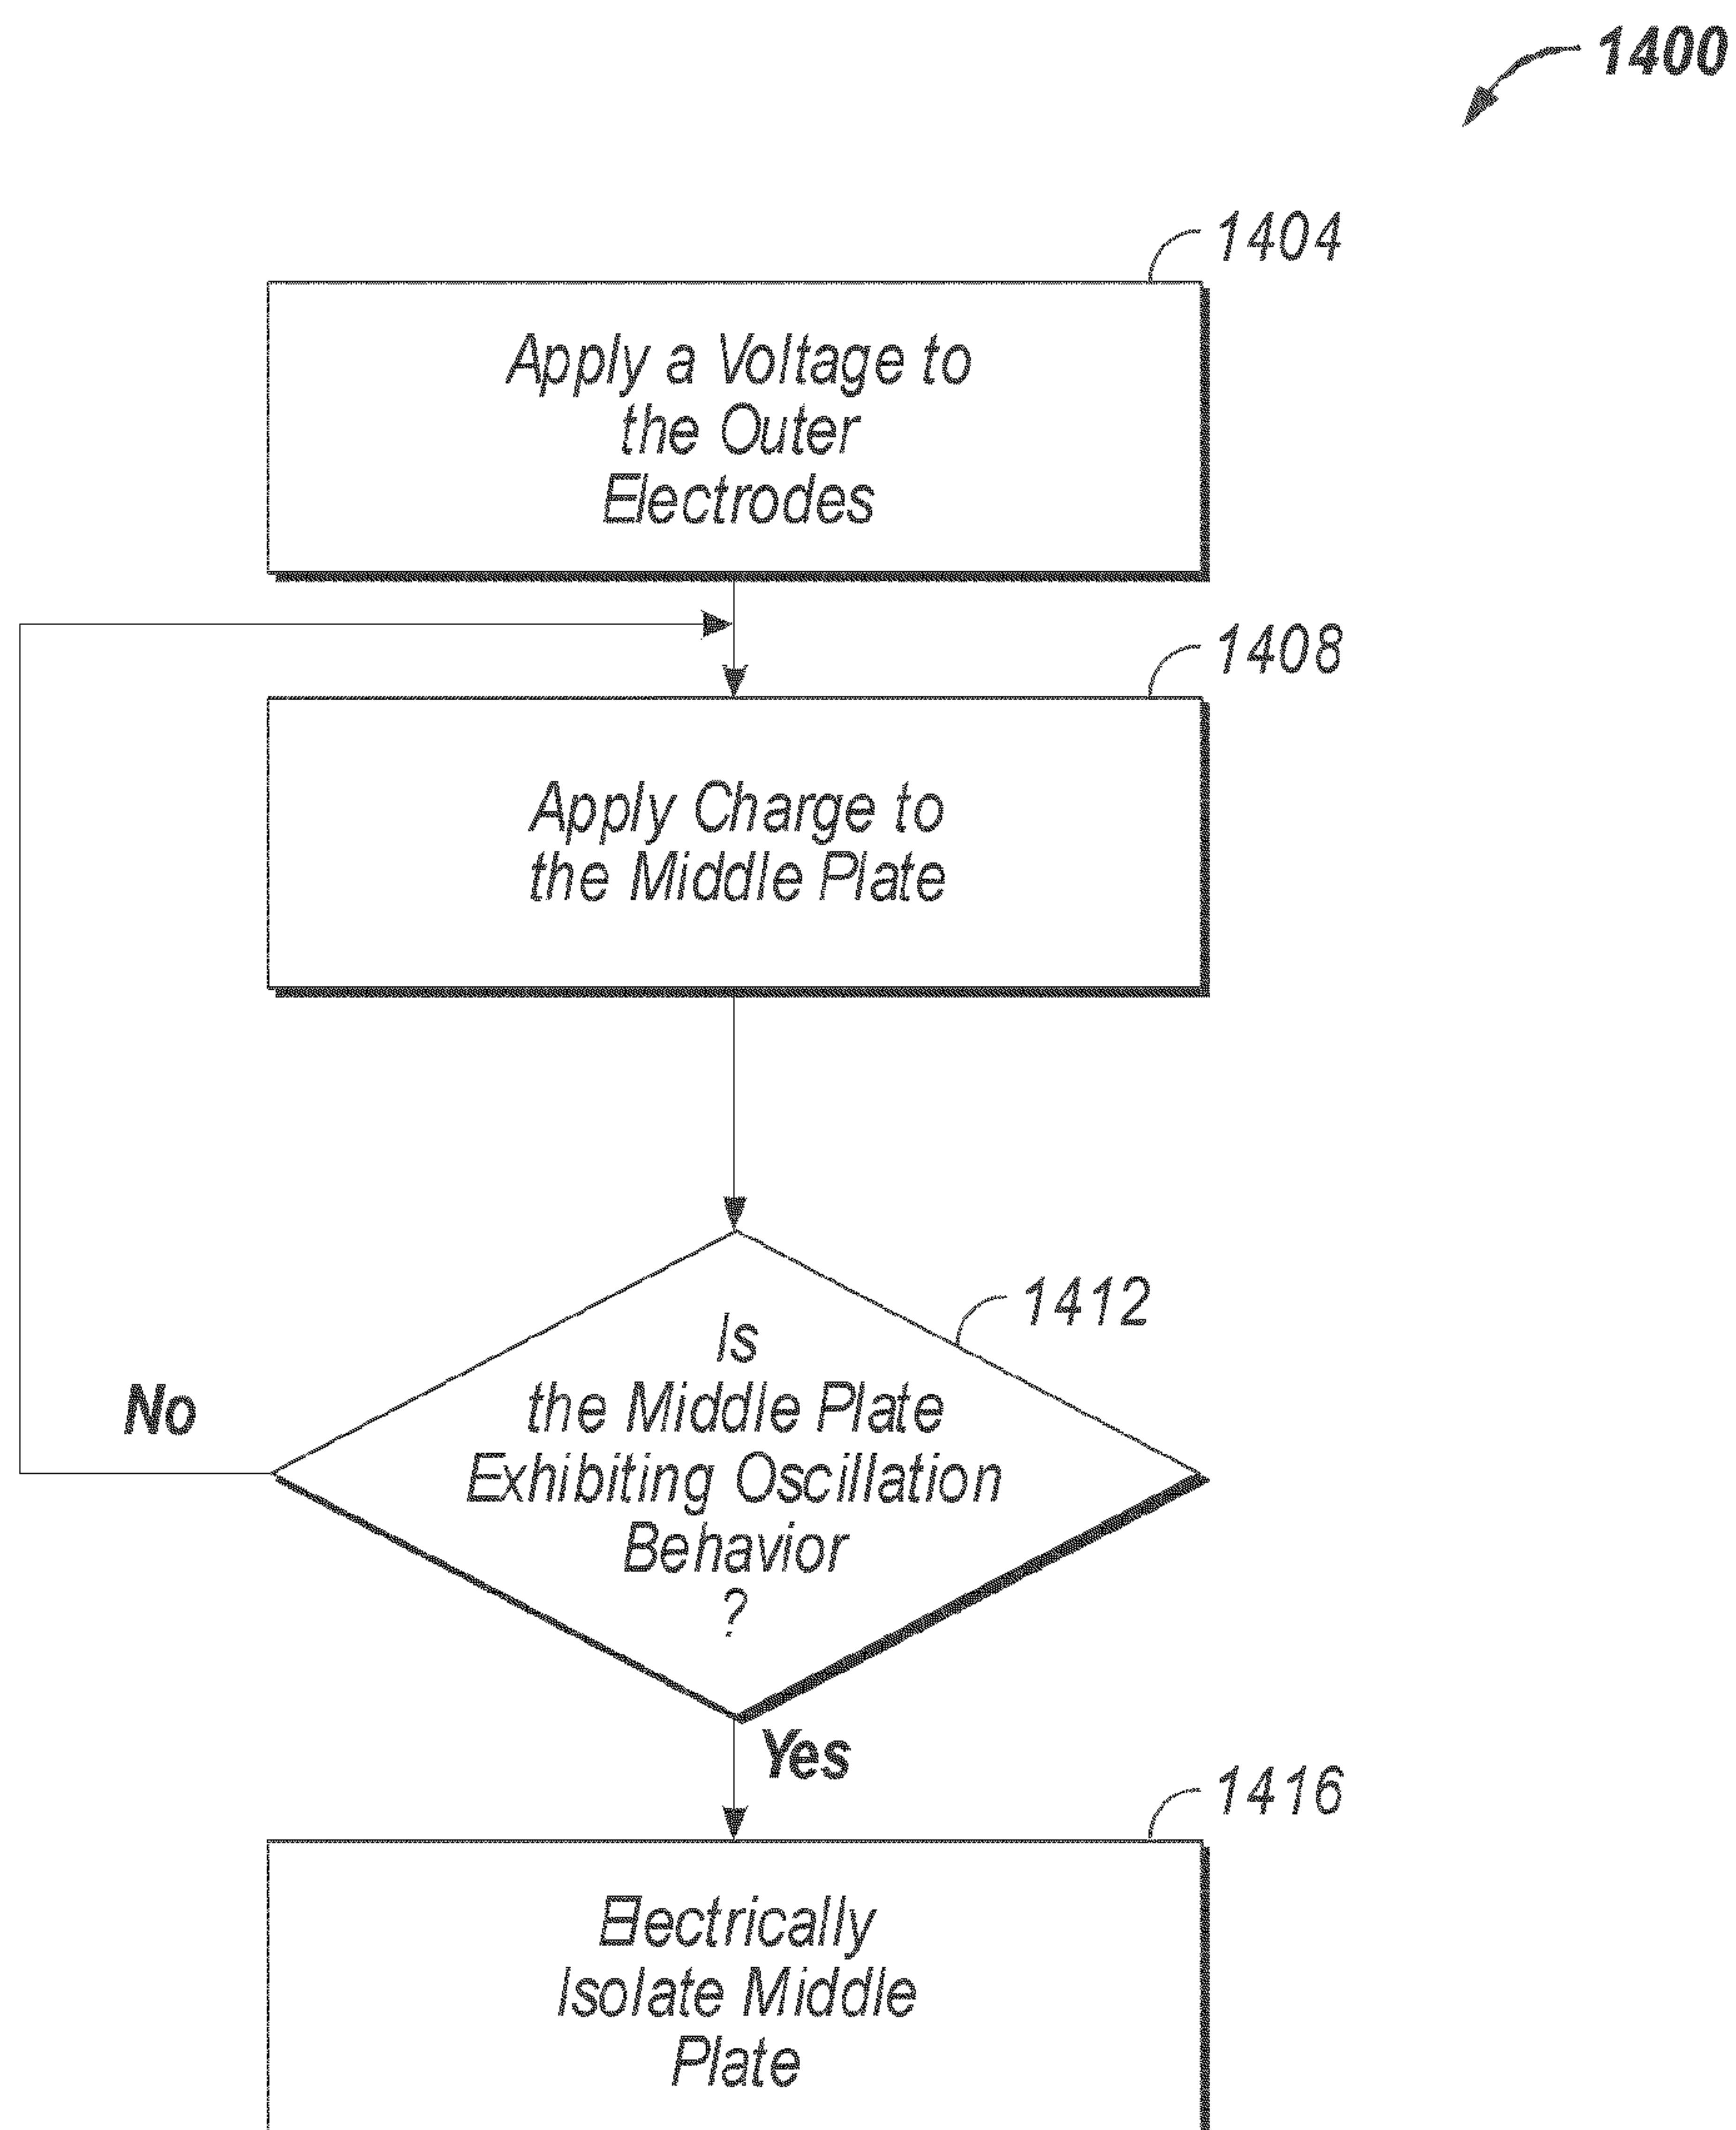 1400
1404
Apply a Voltage to
the Outer
Electrodes
1408
Apply Charge to
the Middle Plate
1412
Is
the Middle Plate
Exhibiting Oscillation
Behavior
?
No
Yes
1416
Electrically
Isolate Middle
Plate